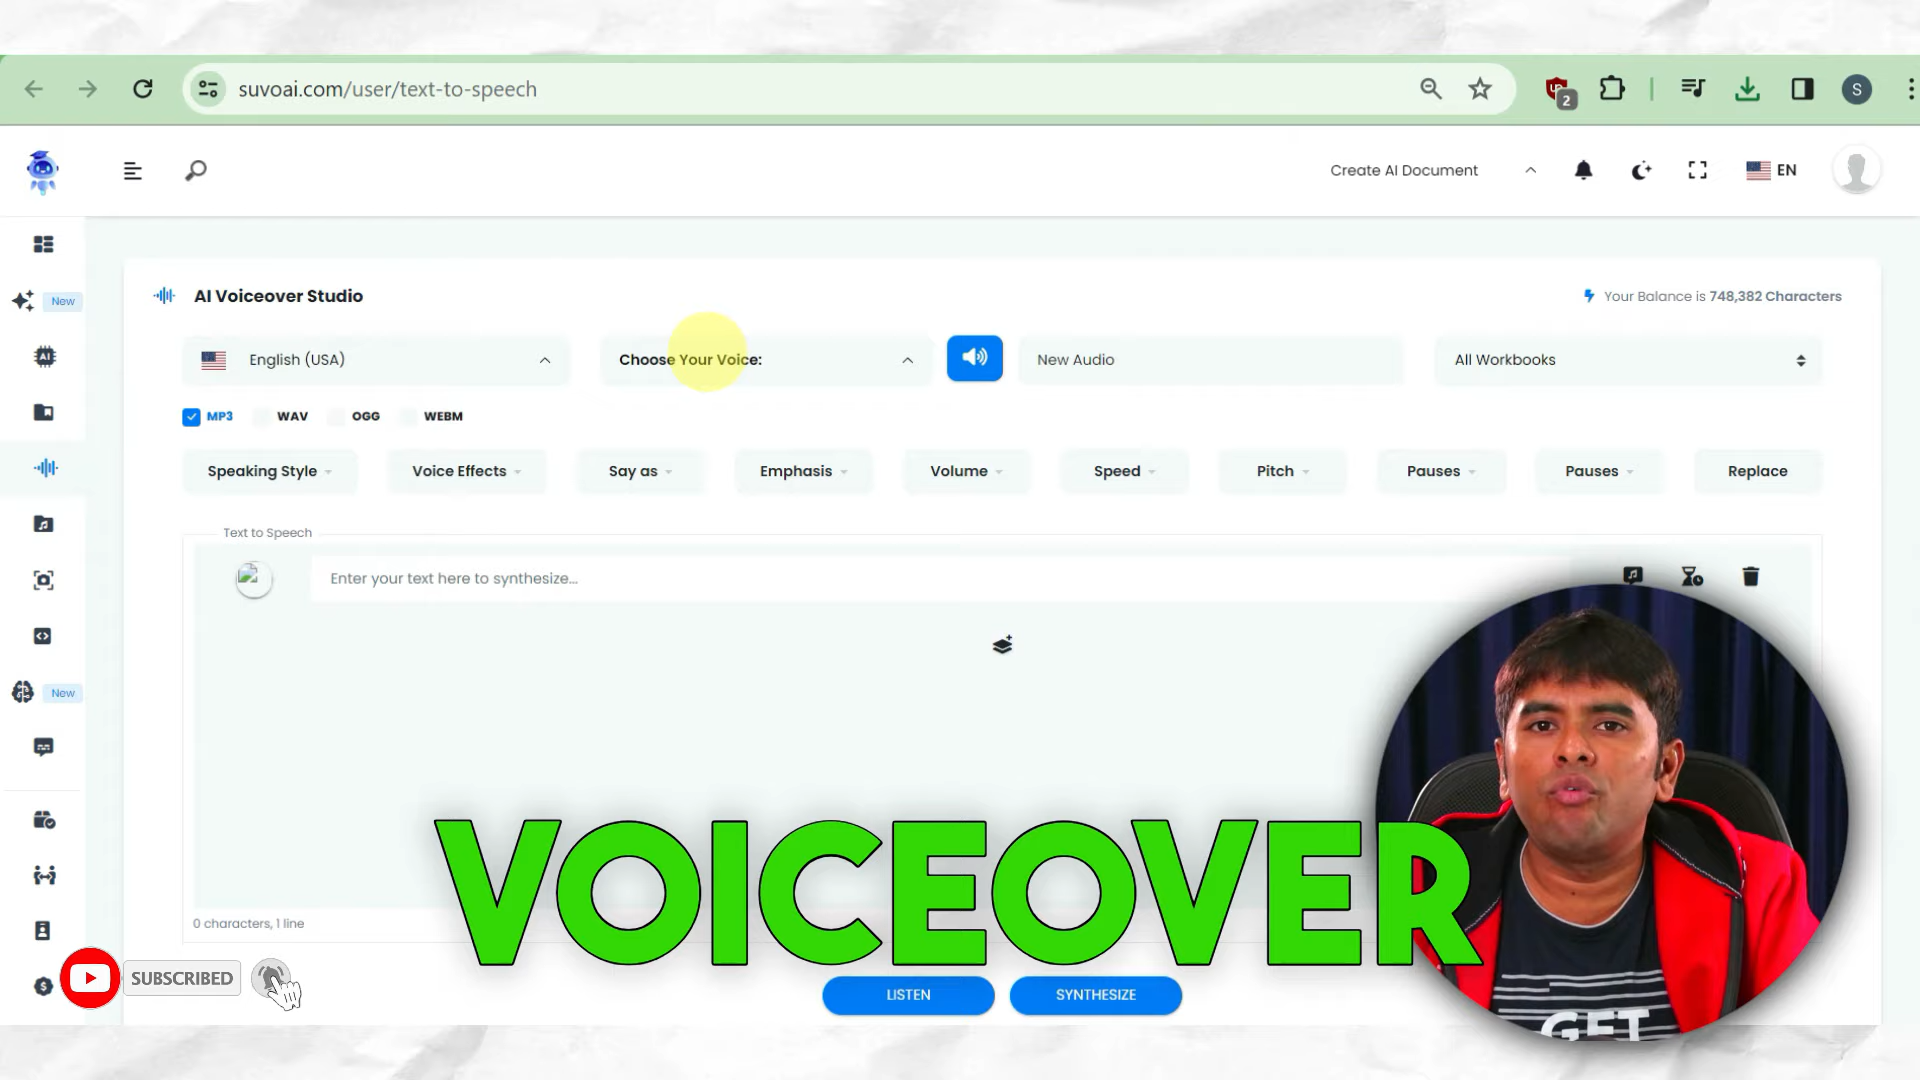 suvoai.com/user/text-to-speech
2
S
Create AI Document
EN
New
AI Voiceover Studio
Your Balance is 748,382 Characters
English (USA)
Choose Your Voice:
New Audio
All Workbooks
MP3 WAV OGG WEBM
AI
Speaking Style
Voice Effects
Say as
Emphasis
Volume
Speed
Pitch
Pauses
Pauses
Replace
Text to Speech
Enter your text here to synthesize...
New
VOICEOVER
0 characters, 1 line
SUBSCRIBED
LISTEN
SYNTHESIZE
GET